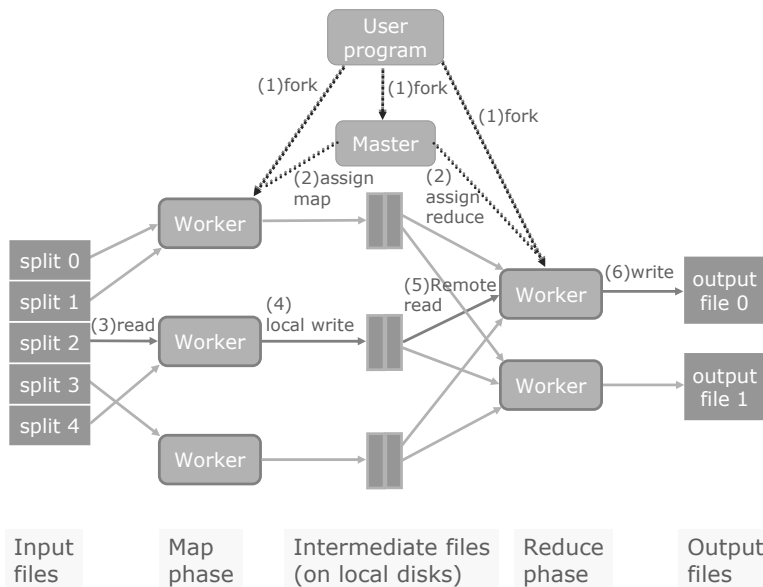 User
program
(1)fork
(1)fork
(1)fork
Master
(2)assign
map
(2)
assign
reduce
Worker
split 0
split 1
split 2
split 3
split 4
(3)read
Worker
(4)
local write
(5)Remote
read
Worker
(6)write
output
file 0
Worker
output
file 1
Worker
Input
files
Map
phase
Intermediate files
(on local disks)
Reduce
phase
Output
files